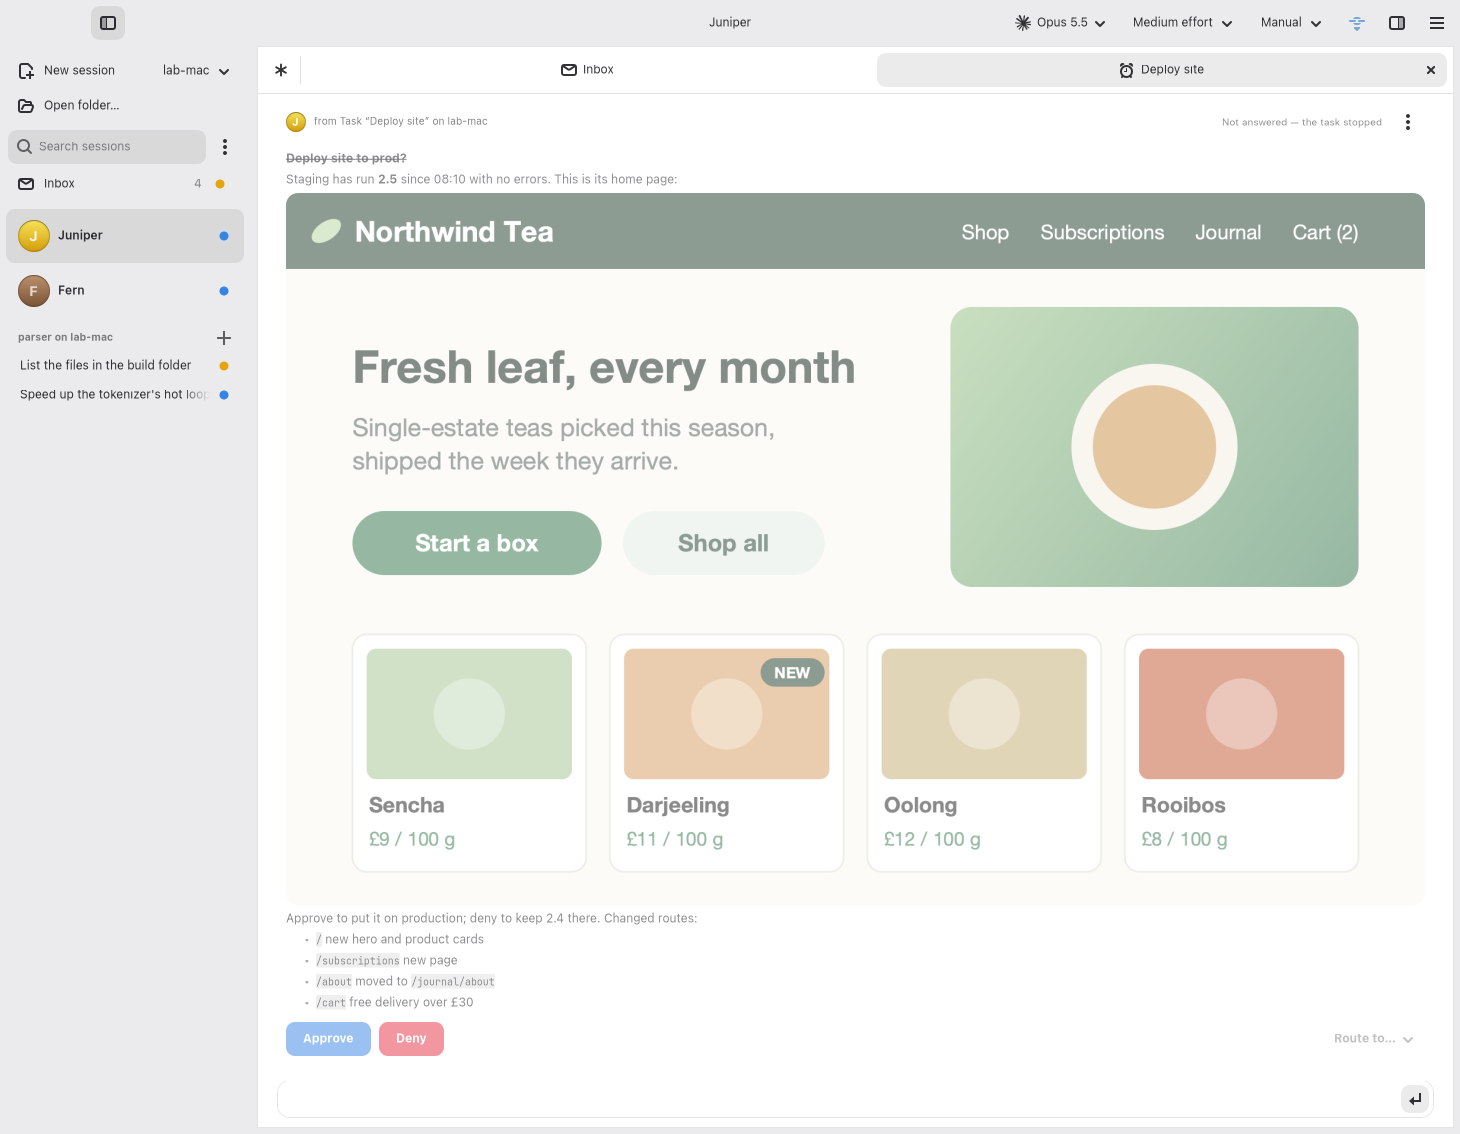 Juniper
Opus 5.5
Medium effort
Manual
New session
lab-mac
Open folder...
Search sessions
Inbox
4
J
Juniper
F
Fern
parser on lab-mac
List the files in the build folder
Speed up the tokenizer's hot loop
Inbox
Deploy site
J
from Task “Deploy site” on lab-mac
Not answered — the task stopped
Deploy site to prod?
Staging has run 2.5 since 08:10 with no errors. This is its home page:
Northwind Tea
Shop
Subscriptions
Journal
Cart (2)
Fresh leaf, every month
Single-estate teas picked this season,
shipped the week they arrive.
Start a box
Shop all
NEW
Sencha
Darjeeling
Oolong
Rooibos
£9 / 100 g
£11 / 100 g
£12 / 100 g
£8 / 100 g
Approve to put it on production; deny to keep 2.4 there. Changed routes:
- / new hero and product cards
- /subscriptions new page
- /about moved to /journal/about
- /cart free delivery over £30
Approve
Deny
Route to...